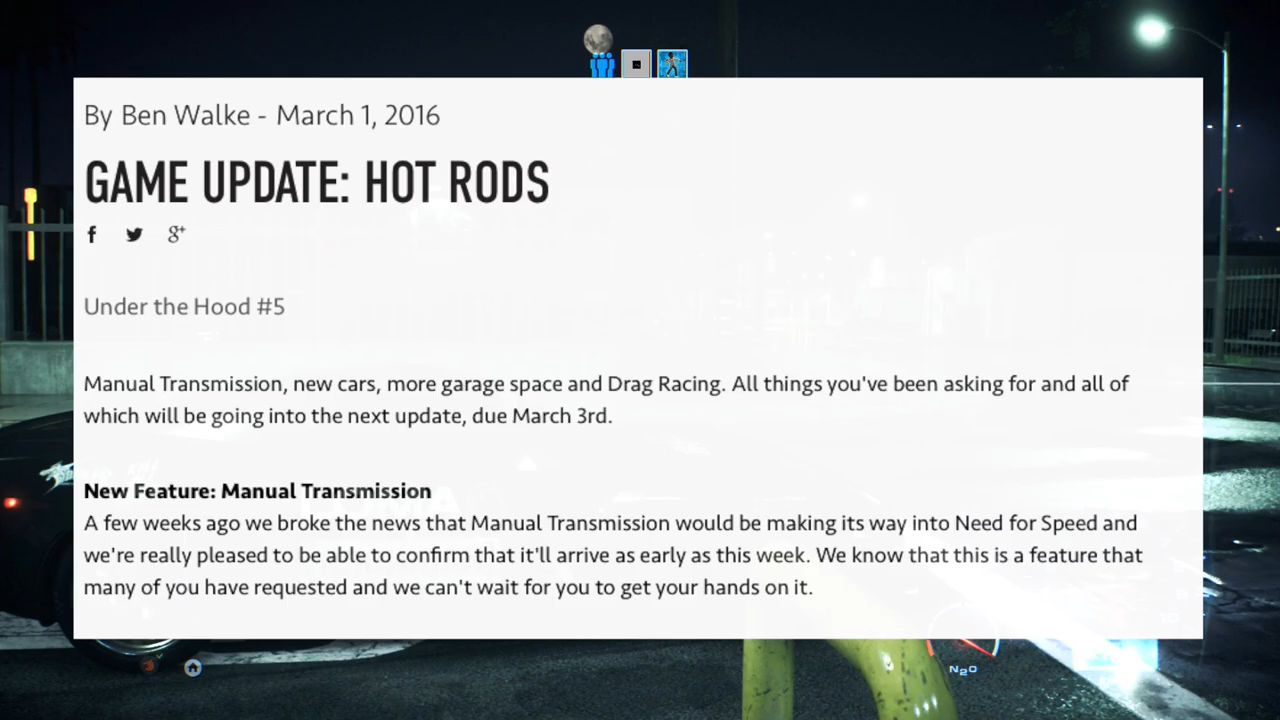 By Ben Walke - March 1, 2016
GAME UPDATE: HOT RODS
f g+
Under the Hood #5
Manual Transmission, new cars, more garage space and Drag Racing. All things you've been asking for and all of
which will be going into the next update, due March 3rd.
New Feature: Manual Transmission
A few weeks ago we broke the news that Manual Transmission would be making its way into Need for Speed and
we're really pleased to be able to confirm that it'll arrive as early as this week. We know that this is a feature that
many of you have requested and we can't wait for you to get your hands on it.
N2O